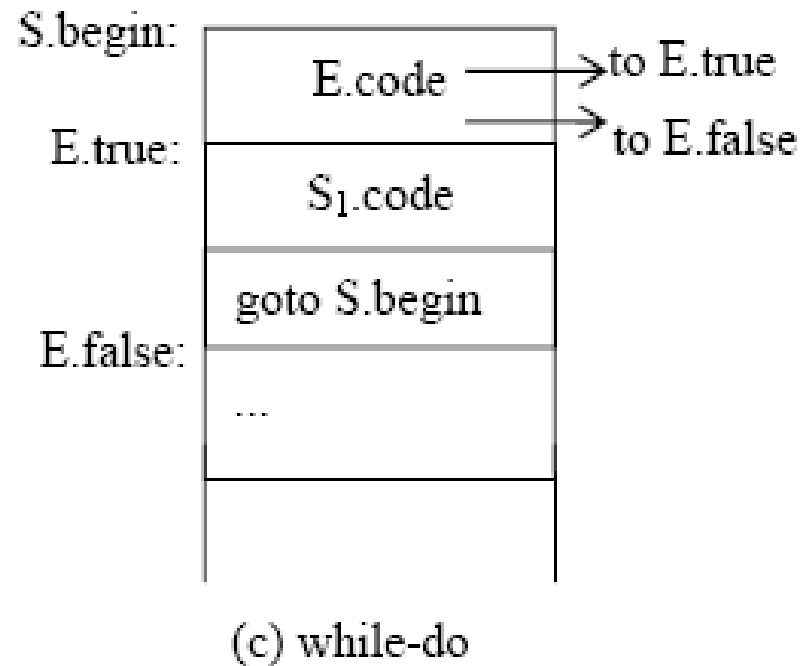 S.begin:
E.code
to E.true
to E.false
E.true:
S₁.code
goto S.begin
E.false:
...
(c) while-do